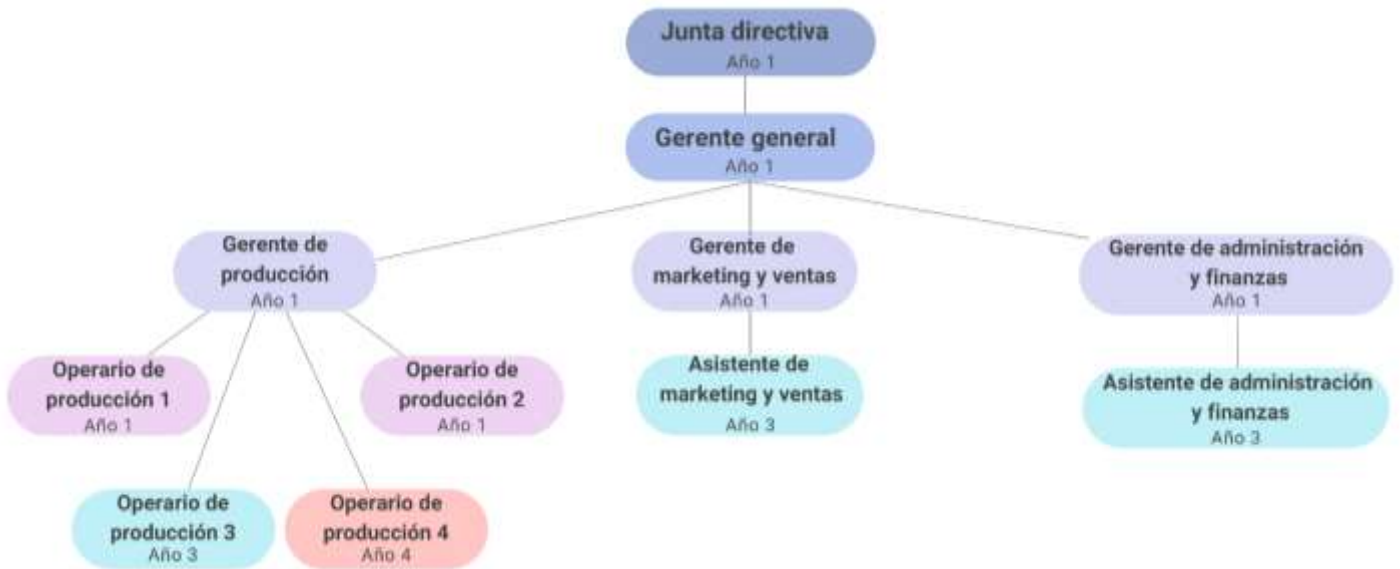 Junta directiva
Año 1
Gerente general
Año 1
Gerente de
producción
Año 1
Gerente de
marketing y ventas
Año 1
Gerente de administración
y finanzas
Año 1
Operario de
producción 1
Año 1
Operario de
producción 2
Año 1
Asistente de
marketing y ventas
Año 3
Asistente de administración
y finanzas
Año 3
Operario de
producción 3
Año 3
Operario de
producción 4
Año 4